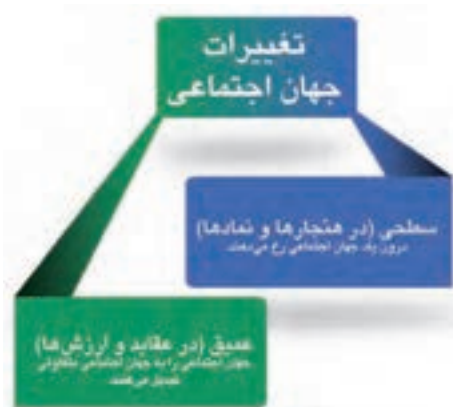 تغییرات
جهان اجتماعی
سطحی (در هنجارها و نمادها)
درون یک جهان اجتماعی رخ می‌دهند.
عمیق (در عقاید و ارزش‌ها)
جهان اجتماعی را به جهان اجتماعی متفاوتی
تبدیل می‌کنند.